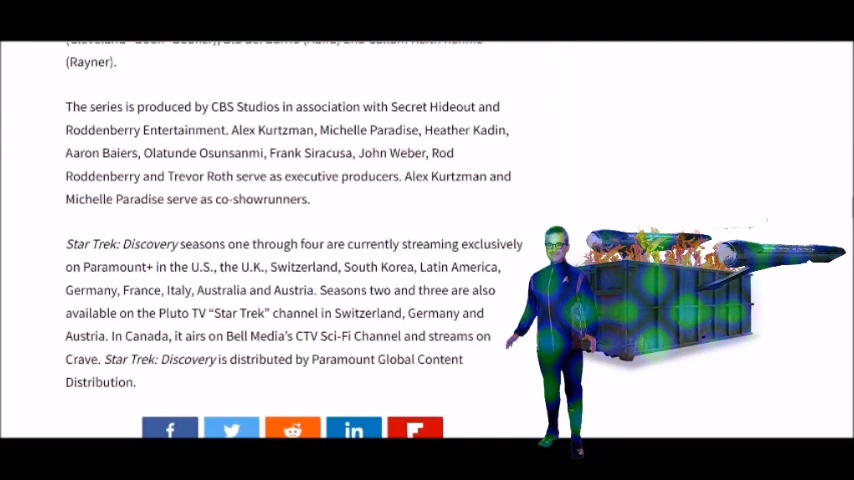 (Rayner).
The series is produced by CBS Studios in association with Secret Hideout and
Roddenberry Entertainment. Alex Kurtzman, Michelle Paradise, Heather Kadin,
Aaron Baiers, Olatunde Osunsanmi, Frank Siracusa, John Weber, Rod
Roddenberry and Trevor Roth serve as executive producers. Alex Kurtzman and
Michelle Paradise serve as co-showrunners.
Star Trek: Discovery seasons one through four are currently streaming exclusively
on Paramount+ in the U.S., the U.K., Switzerland, South Korea, Latin America,
Germany, France, Italy, Australia and Austria. Seasons two and three are also
available on the Pluto TV “Star Trek” channel in Switzerland, Germany and
Austria. In Canada, it airs on Bell Media’s CTV Sci-Fi Channel and streams on
Crave. Star Trek: Discovery is distributed by Paramount Global Content
Distribution.